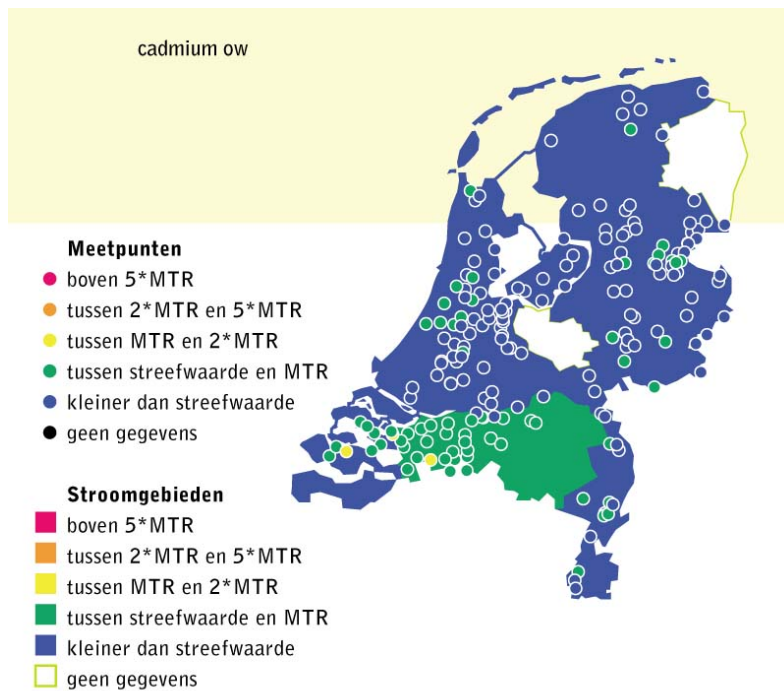 cadmium ow
Meetpunten
boven 5*MTR
tussen 2*MTR en 5*MTR
tussen MTR en 2*MTR
tussen streefwaarde en MTR
kleiner dan streefwaarde
geen gegevens
Stroomgebieden
boven 5*MTR
tussen 2*MTR en 5*MTR
tussen MTR en 2*MTR
tussen streefwaarde en MTR
kleiner dan streefwaarde
geen gegevens